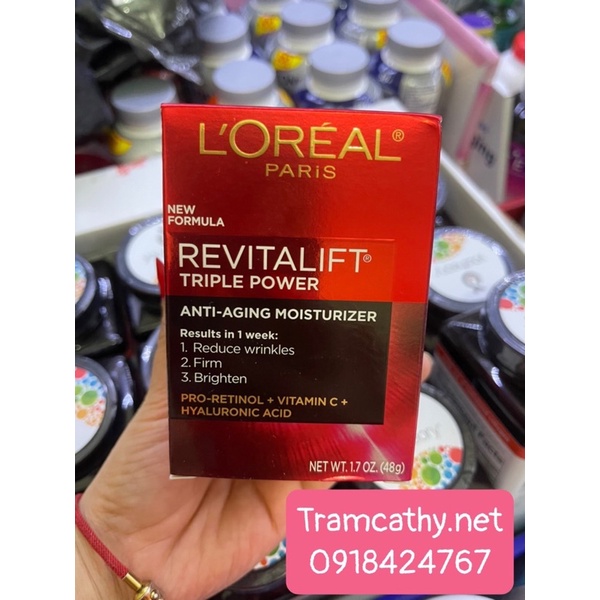 L'ORÉAL®
PARiS
NEW
FORMULA
REVITALIFT®
TRIPLE POWER
ANTI-AGING MOISTURIZER
Results in 1 week:
1. Reduce wrinkles
2. Firm
3. Brighten
PRO-RETINOL + VITAMIN C +
HYALURONIC ACID
NET WT. 1.7 OZ. (48g)
Tramcathy.net
0918424767